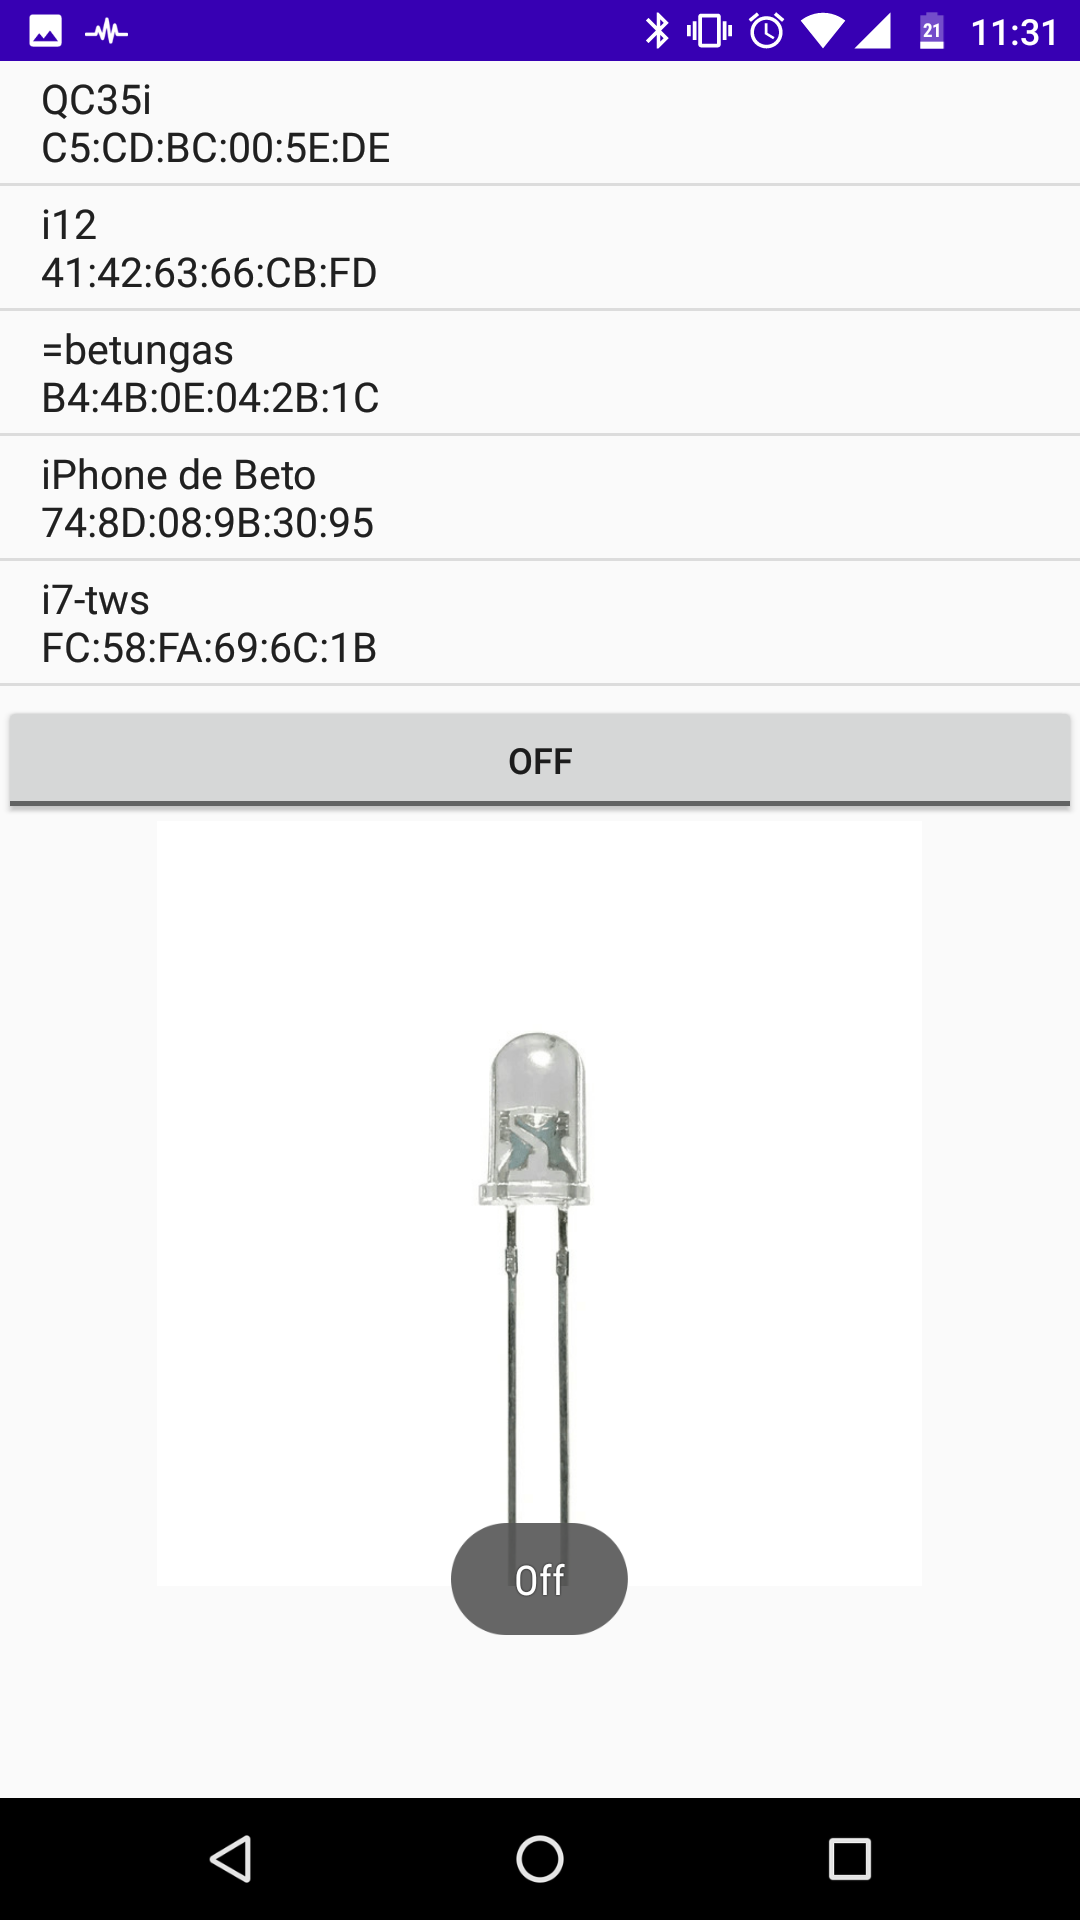 21 11:31
QC35i
C5:CD:BC:00:5E:DE
i12
41:42:63:66:CB:FD
=betungas
B4:4B:0E:04:2B:1C
iPhone de Beto
74:8D:08:9B:30:95
i7-tws
FC:58:FA:69:6C:1B
OFF
Off